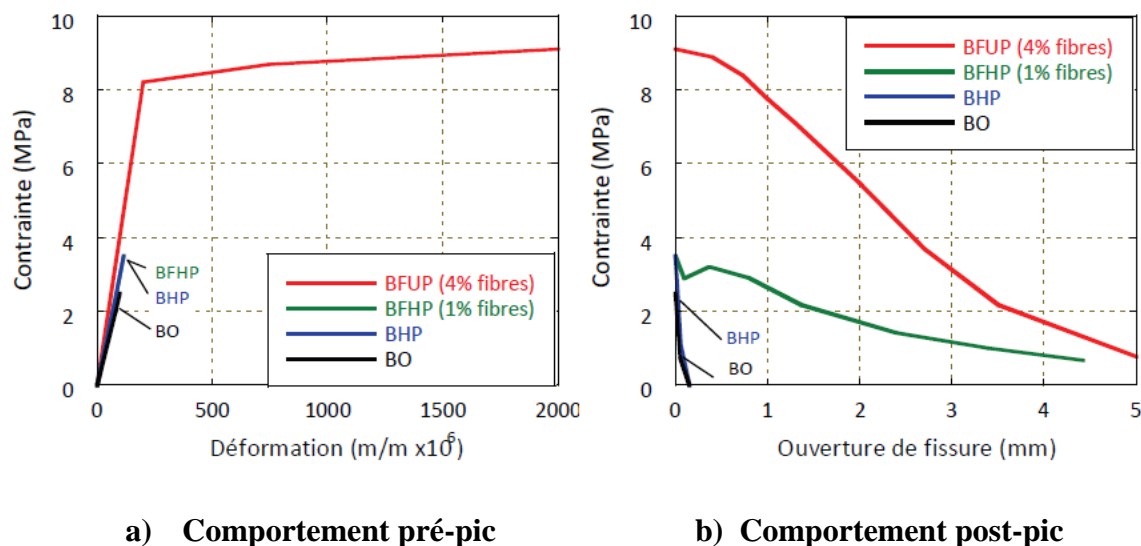 10
8
6
4
2
0
Contrainte (MPa)
BFHP
BHP
BO
BFUP (4% fibres)
BFHP (1% fibres)
BHP
BO
0
500
1000
1500
2000
Déformation (m/m x10⁶)
a) Comportement pré-pic
10
8
6
4
2
0
Contrainte (MPa)
BFUP (4% fibres)
BFHP (1% fibres)
BHP
BO
BHP
BO
0
1
2
3
4
5
Ouverture de fissure (mm)
b) Comportement post-pic